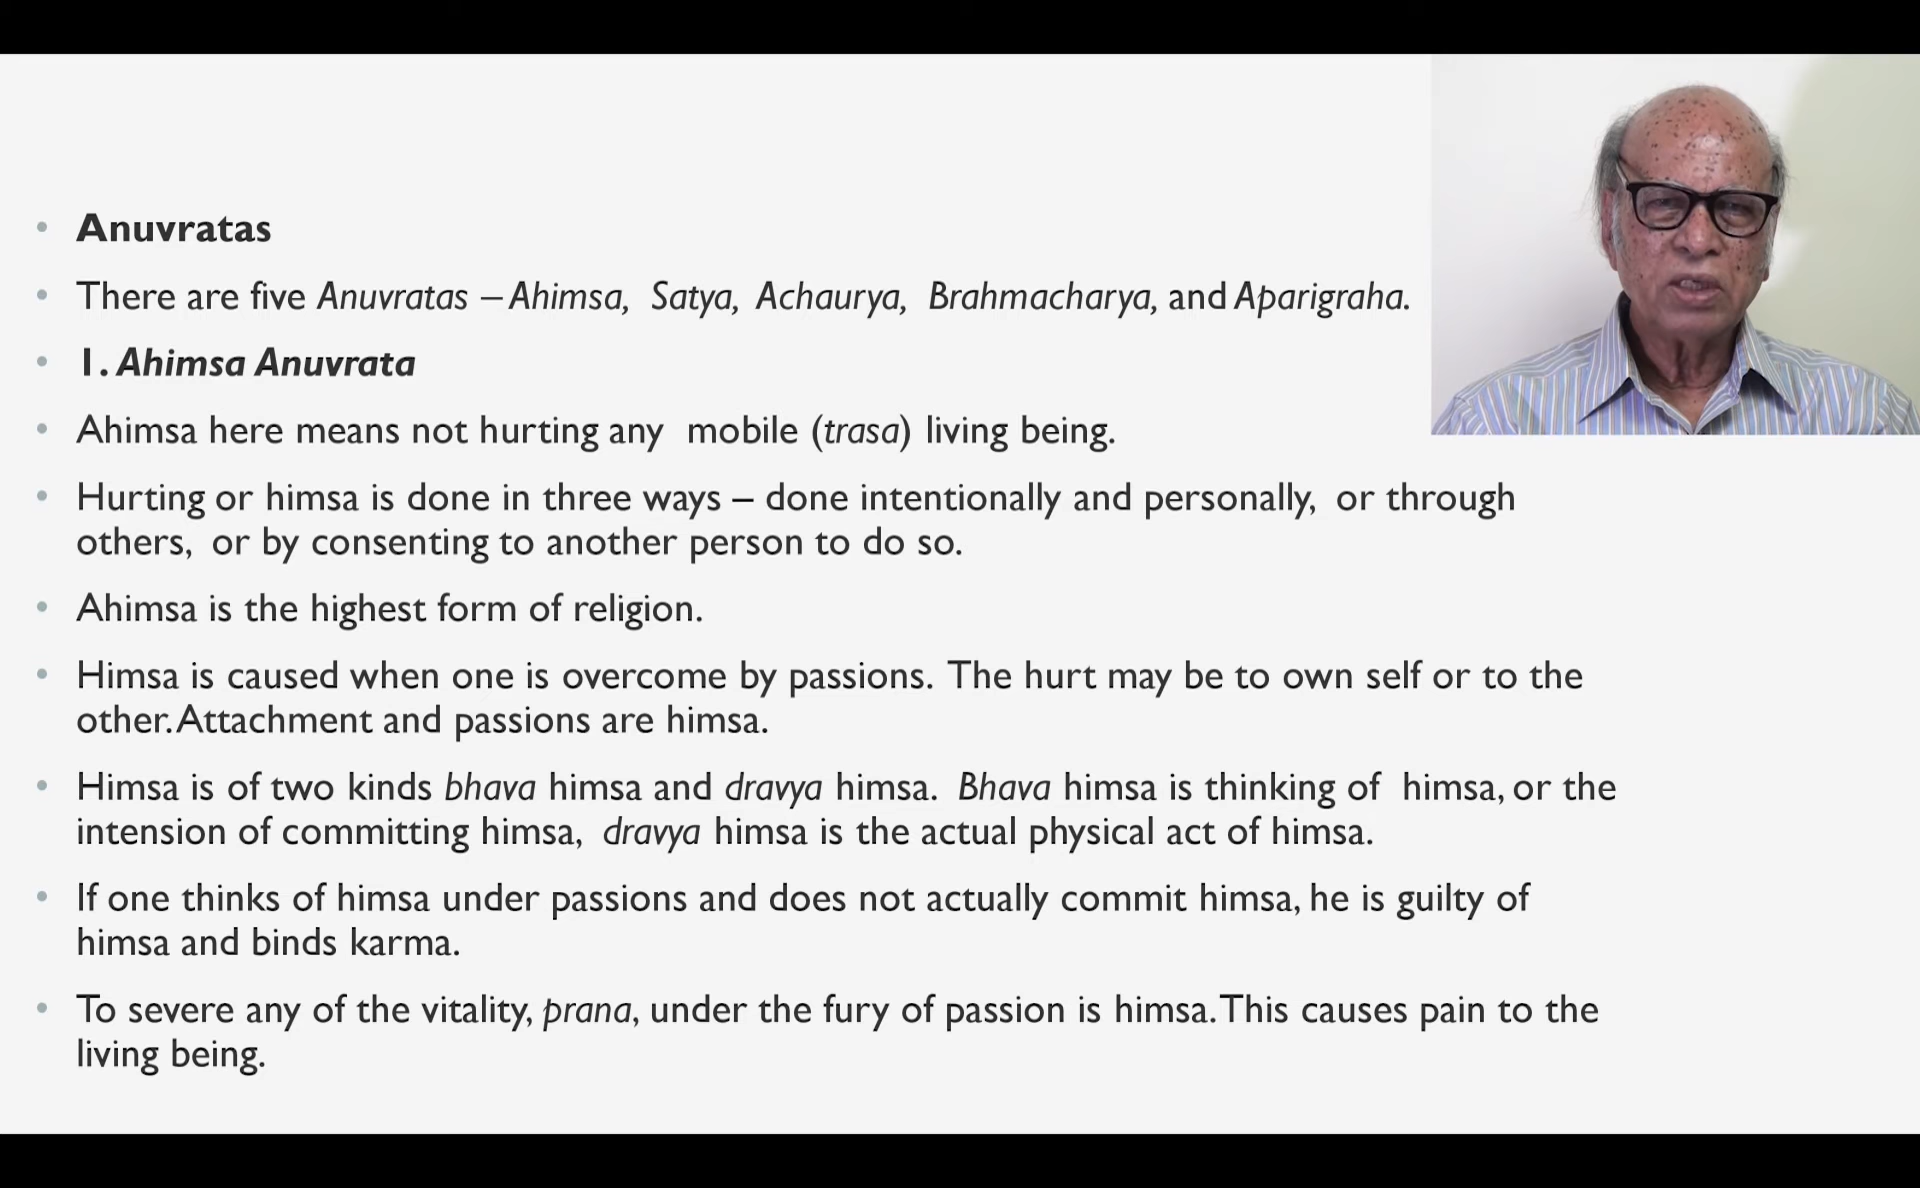 Anuvratas
There are five Anuvratas – Ahimsa, Satya, Achaurya, Brahmacharya, and Aparigraha.
1. Ahimsa Anuvrata
Ahimsa here means not hurting any mobile (trasa) living being.
Hurting or himsa is done in three ways – done intentionally and personally, or through
others, or by consenting to another person to do so.
Ahimsa is the highest form of religion.
Himsa is caused when one is overcome by passions. The hurt may be to own self or to the
other. Attachment and passions are himsa.
Himsa is of two kinds bhava himsa and dravya himsa. Bhava himsa is thinking of himsa, or the
intension of committing himsa, dravya himsa is the actual physical act of himsa.
If one thinks of himsa under passions and does not actually commit himsa, he is guilty of
himsa and binds karma.
To severe any of the vitality, prana, under the fury of passion is himsa. This causes pain to the
living being.